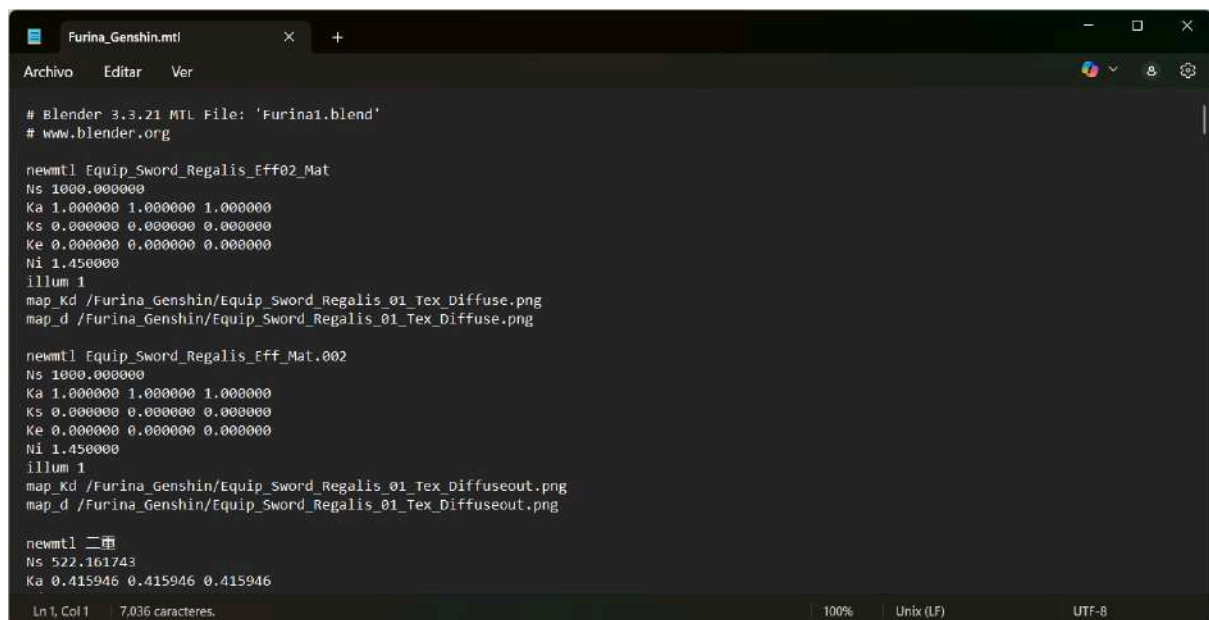 Furina_Genshin.mtl
Archivo Editar Ver
# Blender 3.3.21 MTL File: 'Furina1.blend'
# www.blender.org
newmtl Equip_Sword_Regalis_Eff02_Mat
Ns 1000.000000
Ka 1.000000 1.000000 1.000000
Ks 0.000000 0.000000 0.000000
Ke 0.000000 0.000000 0.000000
Ni 1.450000
illum 1
map_Kd /Furina_Genshin/Equip_Sword_Regalis_01_Tex_Diffuse.png
map_d /Furina_Genshin/Equip_Sword_Regalis_01_Tex_Diffuse.png
newmtl Equip_Sword_Regalis_Eff_Mat.002
Ns 1000.000000
Ka 1.000000 1.000000 1.000000
Ks 0.000000 0.000000 0.000000
Ke 0.000000 0.000000 0.000000
Ni 1.450000
illum 1
map_Kd /Furina_Genshin/Equip_Sword_Regalis_01_Tex_Diffuseout.png
map_d /Furina_Genshin/Equip_Sword_Regalis_01_Tex_Diffuseout.png
newmtl 二重
Ns 522.161743
Ka 0.415946 0.415946 0.415946
Ln 1, Col 1 7,036 caracteres. 100% Unix (LF) UTF-8